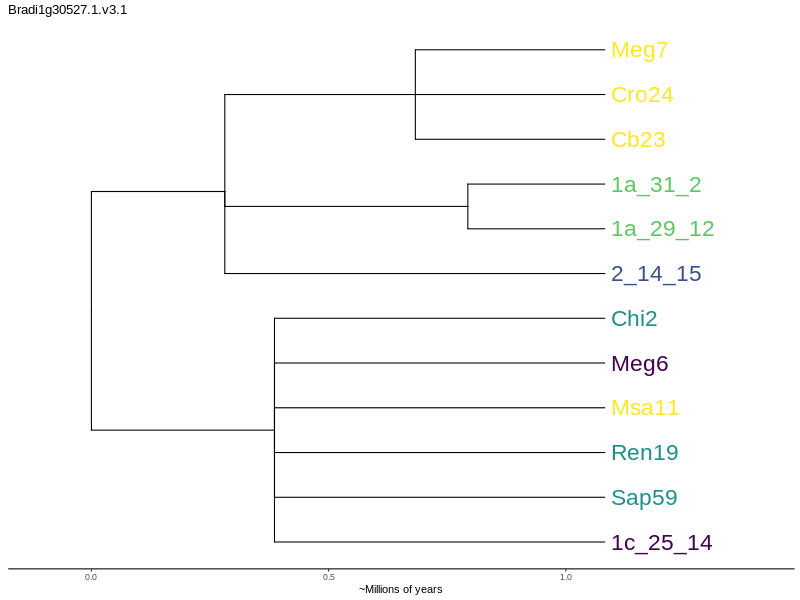 Bradi1g30527.1.v3.1
Meg7
Cro24
Cb23
1a_31_2
1a_29_12
2_14_15
Chi2
Meg6
Msa11
Ren19
Sap59
1c_25_14
0.0 0.5 1.0
~Millions of years